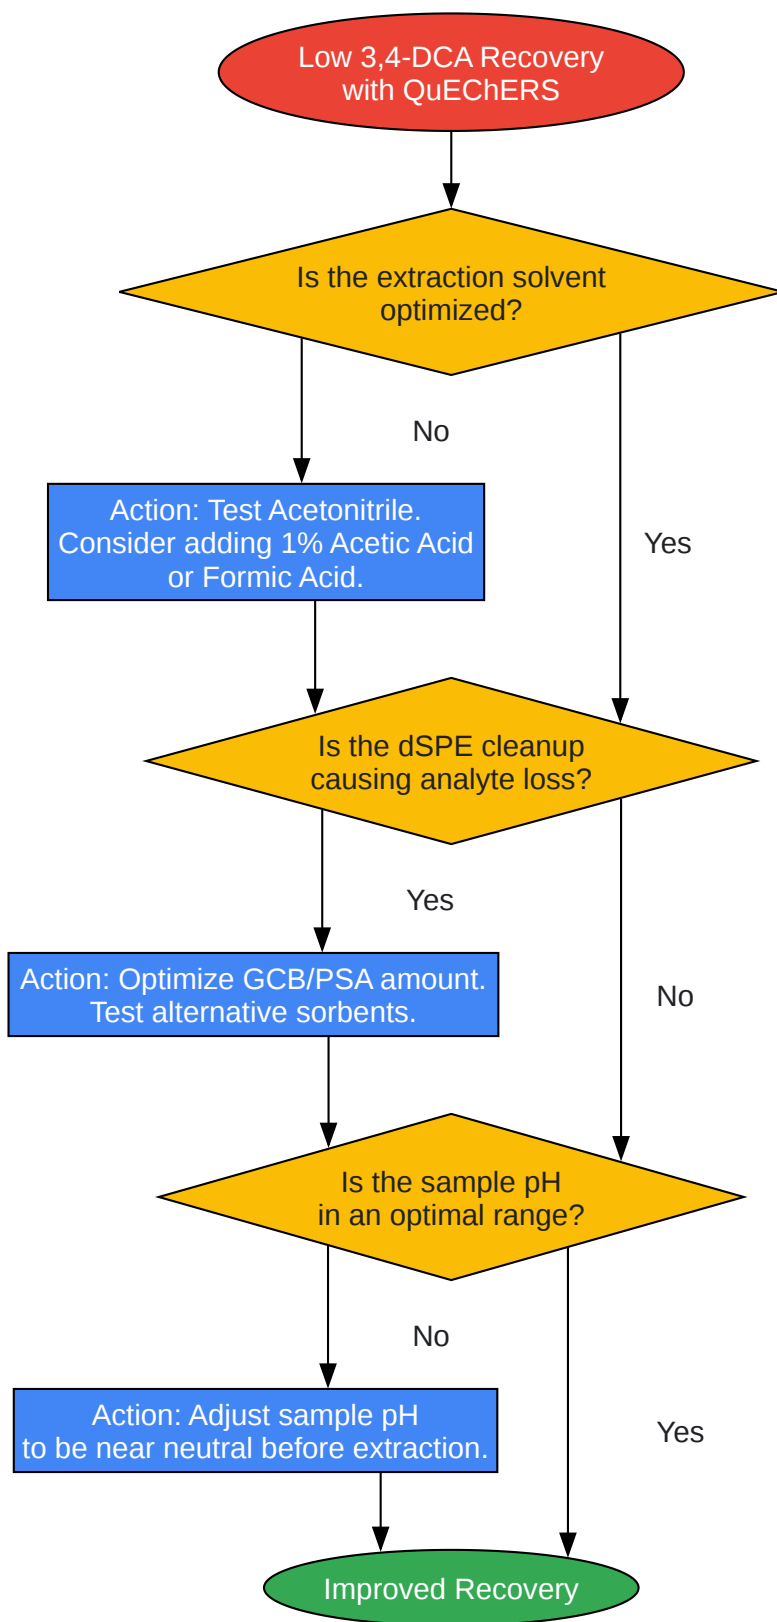 Low 3,4-DCA Recovery
with QuEChERS
Is the extraction solvent
optimized?
No
Yes
Action: Test Acetonitrile.
Consider adding 1% Acetic Acid
or Formic Acid.
Is the dSPE cleanup
causing analyte loss?
Yes
No
Action: Optimize GCB/PSA amount.
Test alternative sorbents.
Is the sample pH
in an optimal range?
No
Yes
Action: Adjust sample pH
to be near neutral before extraction.
Improved Recovery